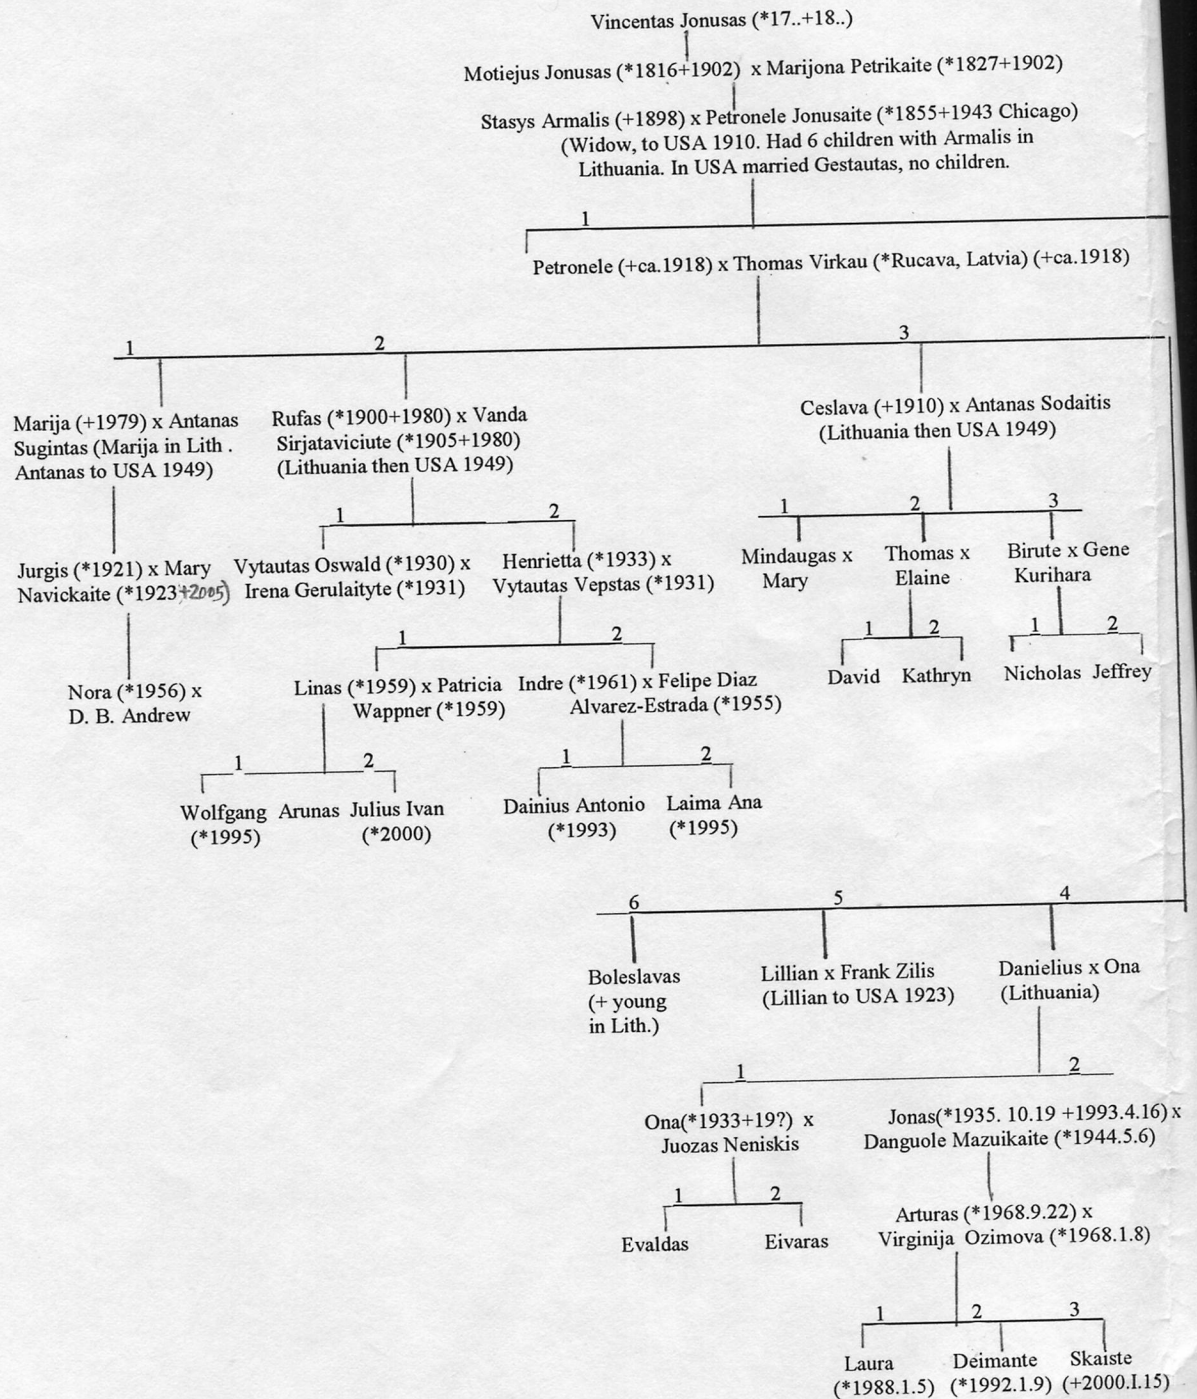 Vincentas Jonusas (*17..+18..)
Motiejus Jonusas (*1816+1902) x Marijona Petrikaite (*1827+1902)
Stasys Armalis (+1898) x Petronele Jonusaite (*1855+1943 Chicago)
(Widow, to USA 1910. Had 6 children with Armalis in
Lithuania. In USA married Gestautas, no children.
1
Petronele (+ca.1918) x Thomas Virkau (*Rucava, Latvia) (+ca.1918)
1 2 3
Marija (+1979) x Antanas
Sugintas (Marija in Lith .
Antanas to USA 1949)
Rufas (*1900+1980) x Vanda
Sirjataviciute (*1905+1980)
(Lithuania then USA 1949)
Ceslava (+1910) x Antanas Sodaitis
(Lithuania then USA 1949)
1 2
1 2 3
Jurgis (*1921) x Mary
Navickaite (*1923+2005)
Vytautas Oswald (*1930) x
Irena Gerulaityte (*1931)
Henrietta (*1933) x
Vytautas Vepstas (*1931)
Mindaugas x
Mary
Thomas x
Elaine
Birute x Gene
Kurihara
1 2
1 2
1 2
Nora (*1956) x
D. B. Andrew
Linas (*1959) x Patricia
Wappner (*1959)
Indre (*1961) x Felipe Diaz
Alvarez-Estrada (*1955)
David Kathryn
Nicholas Jeffrey
1 2
1 2
Wolfgang Arunas
(*1995)
Julius Ivan
(*2000)
Dainius Antonio
(*1993)
Laima Ana
(*1995)
6 5 4
Boleslavas
(+ young
in Lith.)
Lillian x Frank Zilis
(Lillian to USA 1923)
Danielius x Ona
(Lithuania)
1 2
Ona(*1933+19?) x
Juozas Neniskis
Jonas(*1935. 10.19 +1993.4.16) x
Danguole Mazuikaite (*1944.5.6)
1 2
Evaldas Eivaras
Arturas (*1968.9.22) x
Virginija Ozimova (*1968.1.8)
1 2 3
Laura
(*1988.1.5)
Deimante
(*1992.1.9)
Skaiste
(+2000.I.15)